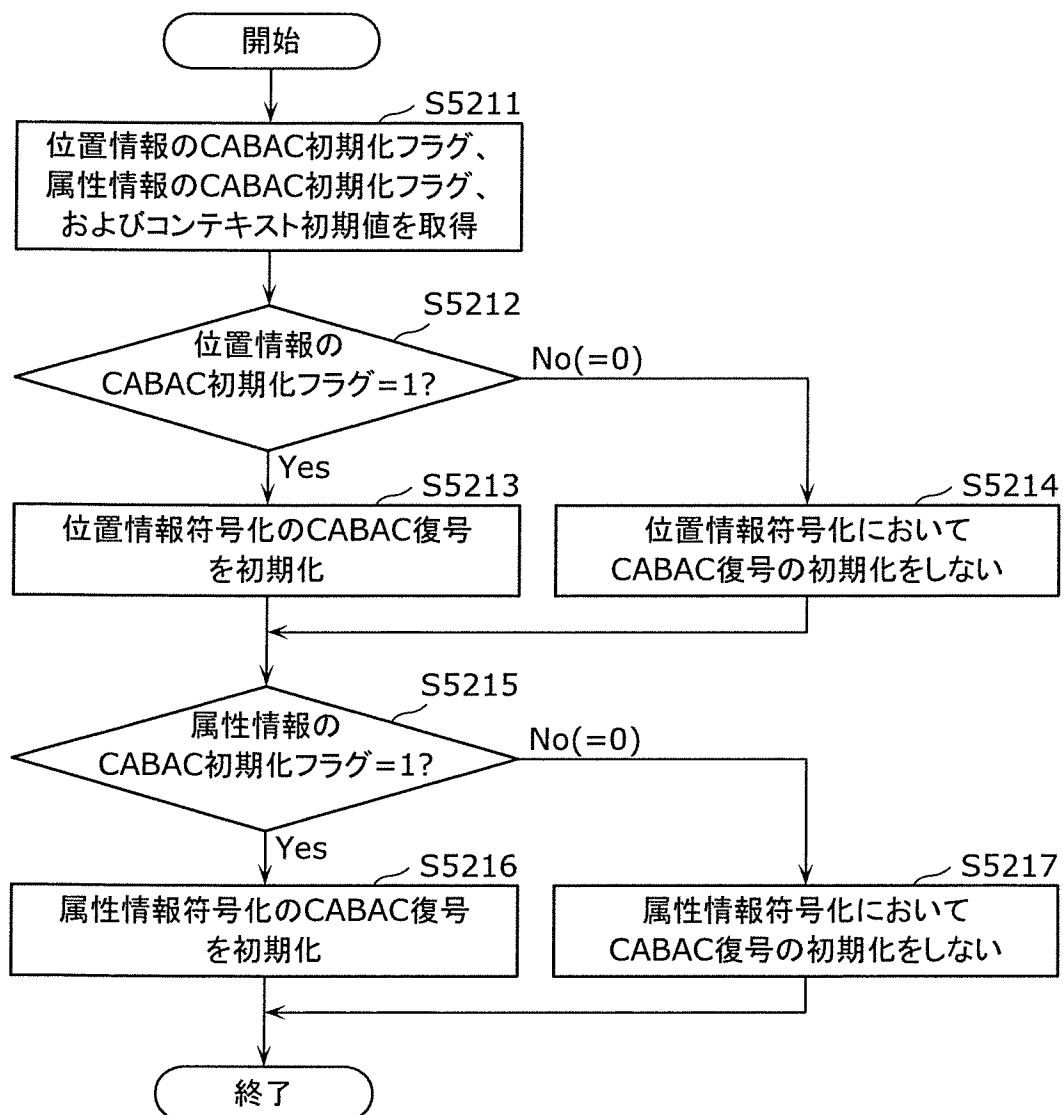 開始
S5211
位置情報のCABAC初期化フラグ、
属性情報のCABAC初期化フラグ、
およびコンテキスト初期値を取得
S5212
位置情報の
CABAC初期化フラグ=1?
No(=0)
Yes
S5213
位置情報符号化のCABAC復号
を初期化
S5214
位置情報符号化において
CABAC復号の初期化をしない
S5215
属性情報の
CABAC初期化フラグ=1?
No(=0)
Yes
S5216
属性情報符号化のCABAC復号
を初期化
S5217
属性情報符号化において
CABAC復号の初期化をしない
終了